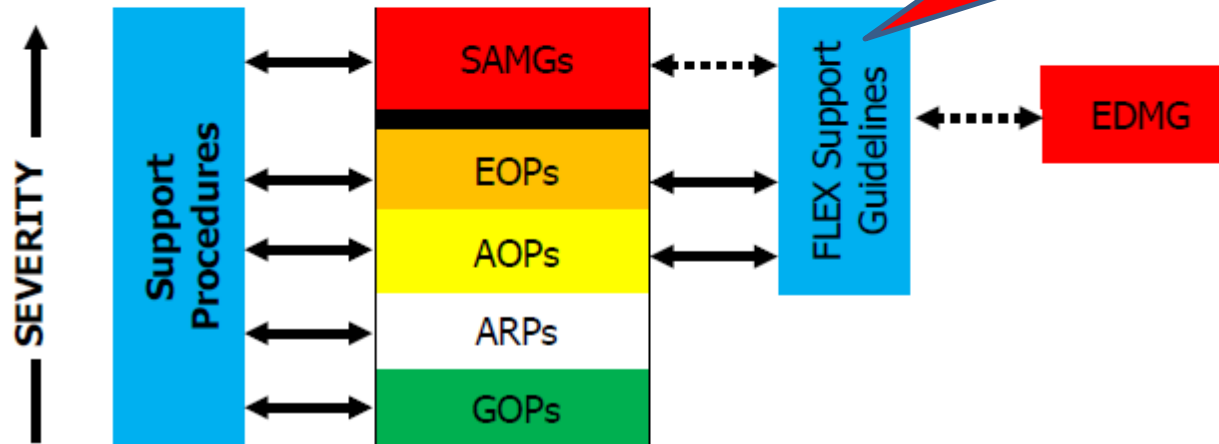 SEVERITY
Support
Procedures
SAMGs
EOPs
AOPs
ARPs
GOPs
FLEX Support
Guidelines
EDMG